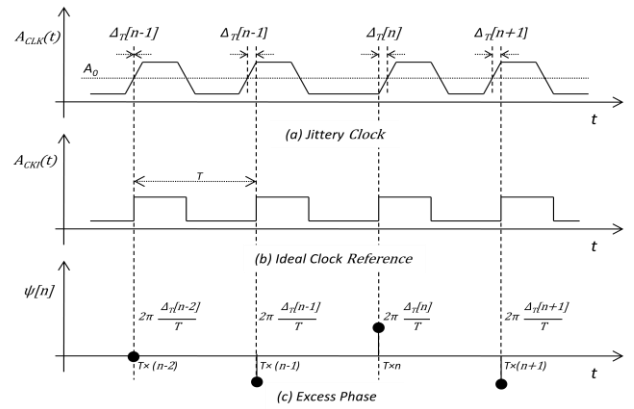 A_CLK(t)
Δ_T[n-1] Δ_T[n-1] Δ_T[n] Δ_T[n+1]
A_0
t
(a) Jittery Clock
A_CKI(t)
T
t
(b) Ideal Clock Reference
ψ[n]
2π Δ_T[n-2]/T 2π Δ_T[n-1]/T 2π Δ_T[n]/T 2π Δ_T[n+1]/T
T×(n-2) T×(n-1) T×n T×(n+1)
t
(c) Excess Phase